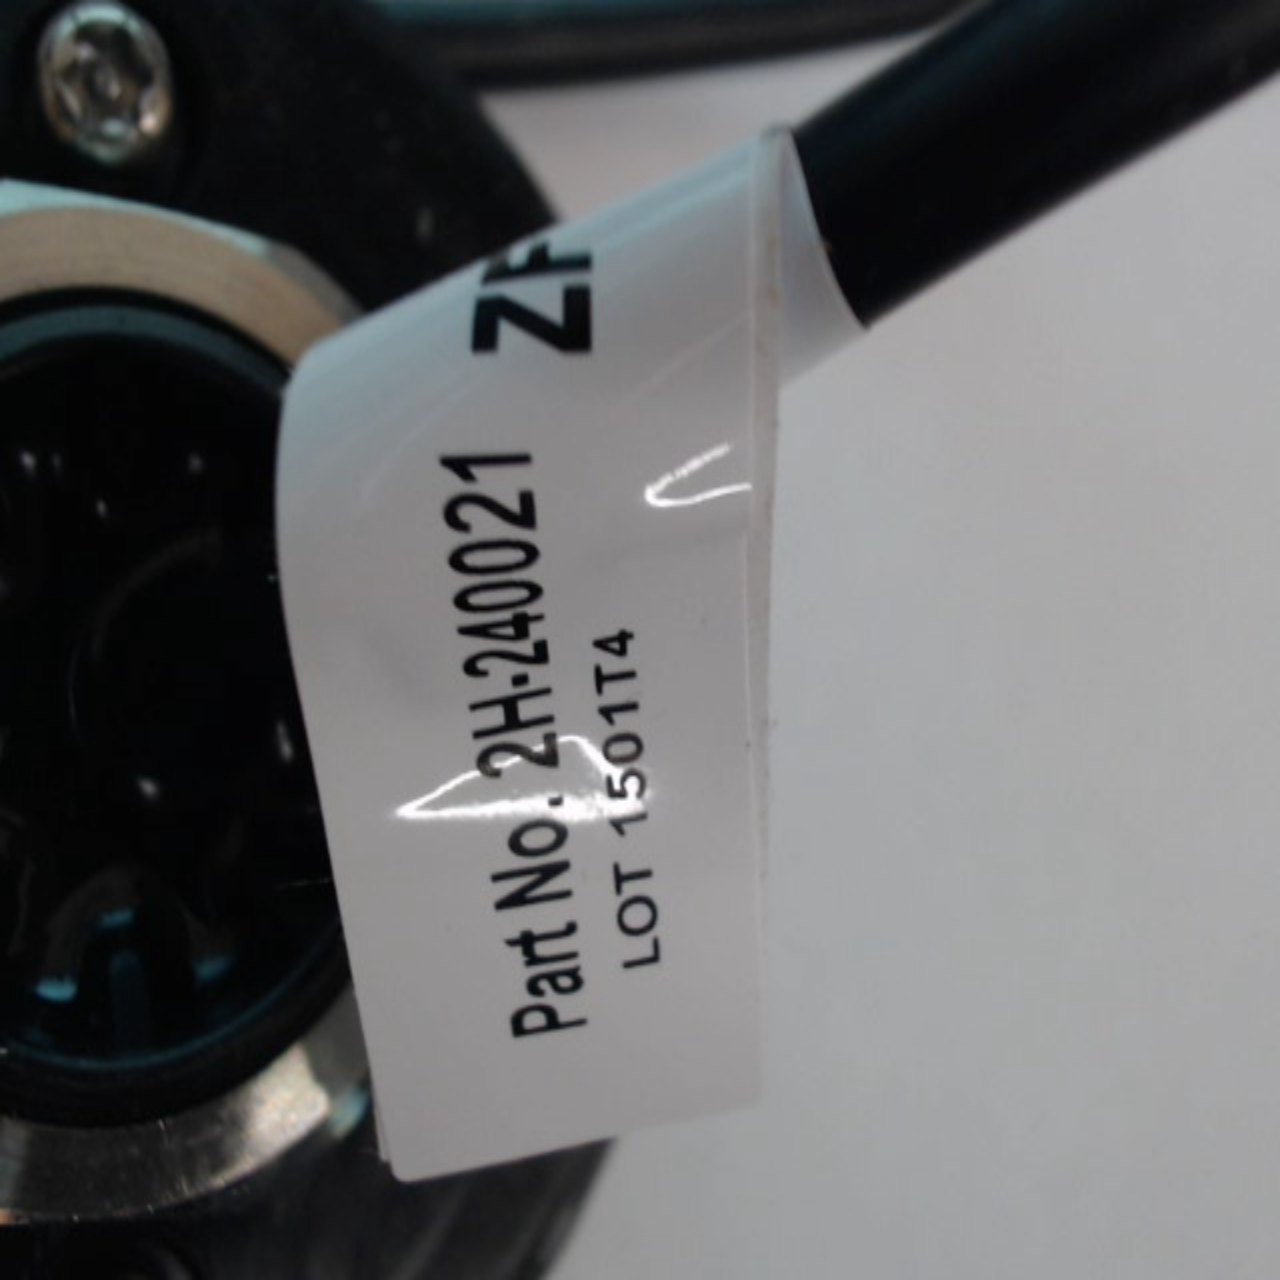 ZF
Part No. 2H-240021
LOT 1501T4